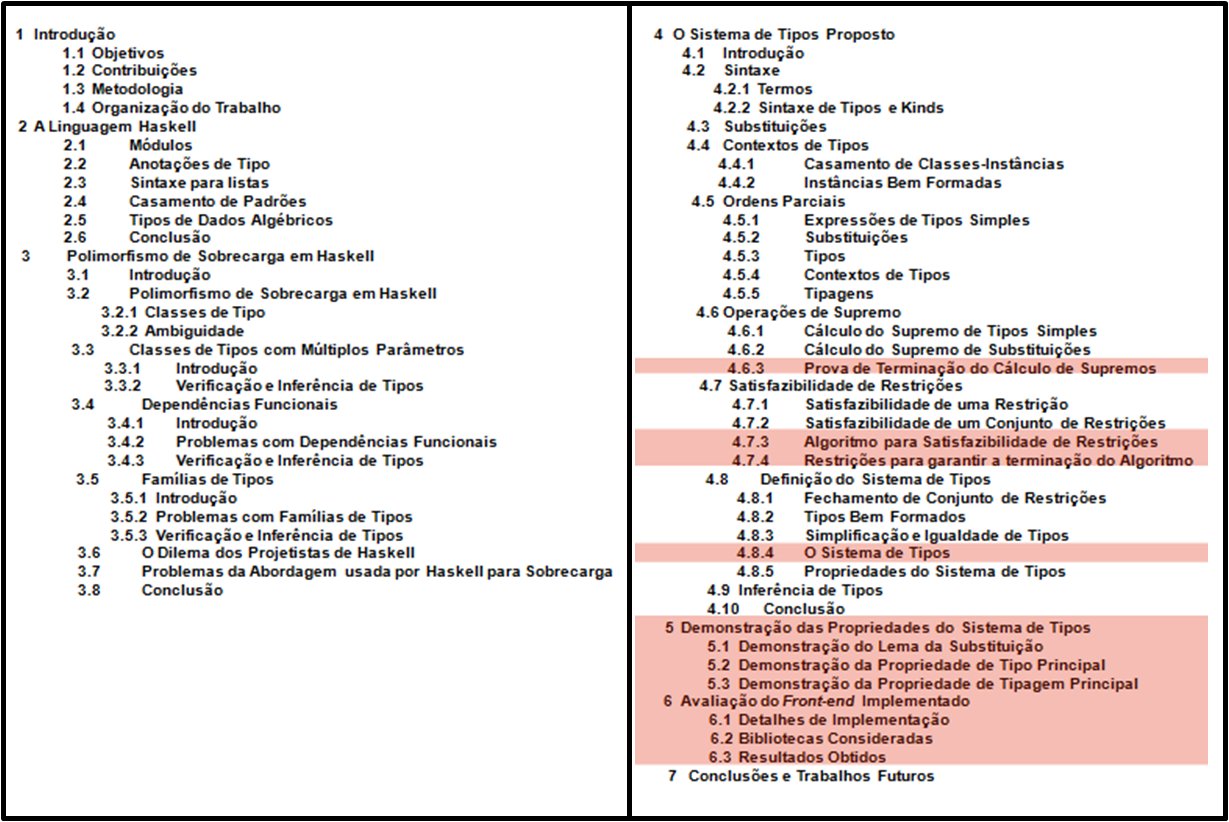 1 Introdução
1.1 Objetivos
1.2 Contribuições
1.3 Metodologia
1.4 Organização do Trabalho
2 A Linguagem Haskell
2.1 Módulos
2.2 Anotações de Tipo
2.3 Sintaxe para listas
2.4 Casamento de Padrões
2.5 Tipos de Dados Algébricos
2.6 Conclusão
3 Polimorfismo de Sobrecarga em Haskell
3.1 Introdução
3.2 Polimorfismo de Sobrecarga em Haskell
3.2.1 Classes de Tipo
3.2.2 Ambiguidade
3.3 Classes de Tipos com Múltiplos Parâmetros
3.3.1 Introdução
3.3.2 Verificação e Inferência de Tipos
3.4 Dependências Funcionais
3.4.1 Introdução
3.4.2 Problemas com Dependências Funcionais
3.4.3 Verificação e Inferência de Tipos
3.5 Famílias de Tipos
3.5.1 Introdução
3.5.2 Problemas com Famílias de Tipos
3.5.3 Verificação e Inferência de Tipos
3.6 O Dilema dos Projetistas de Haskell
3.7 Problemas da Abordagem usada por Haskell para Sobrecarga
3.8 Conclusão
4 O Sistema de Tipos Proposto
4.1 Introdução
4.2 Sintaxe
4.2.1 Termos
4.2.2 Sintaxe de Tipos e Kinds
4.3 Substituições
4.4 Contextos de Tipos
4.4.1 Casamento de Classes-Instâncias
4.4.2 Instâncias Bem Formadas
4.5 Ordens Parciais
4.5.1 Expressões de Tipos Simples
4.5.2 Substituições
4.5.3 Tipos
4.5.4 Contextos de Tipos
4.5.5 Tipagens
4.6 Operações de Supremo
4.6.1 Cálculo do Supremo de Tipos Simples
4.6.2 Cálculo do Supremo de Substituições
4.6.3 Prova de Terminação do Cálculo de Supremos
4.7 Satisfazibilidade de Restrições
4.7.1 Satisfazibilidade de uma Restrição
4.7.2 Satisfazibilidade de um Conjunto de Restrições
4.7.3 Algoritmo para Satisfazibilidade de Restrições
4.7.4 Restrições para garantir a terminação do Algoritmo
4.8 Definição do Sistema de Tipos
4.8.1 Fechamento de Conjunto de Restrições
4.8.2 Tipos Bem Formados
4.8.3 Simplificação e Igualdade de Tipos
4.8.4 O Sistema de Tipos
4.8.5 Propriedades do Sistema de Tipos
4.9 Inferência de Tipos
4.10 Conclusão
5 Demonstração das Propriedades do Sistema de Tipos
5.1 Demonstração do Lema da Substituição
5.2 Demonstração da Propriedade de Tipo Principal
5.3 Demonstração da Propriedade de Tipagem Principal
6 Avaliação do Front-end Implementado
6.1 Detalhes de Implementação
6.2 Bibliotecas Consideradas
6.3 Resultados Obtidos
7 Conclusões e Trabalhos Futuros